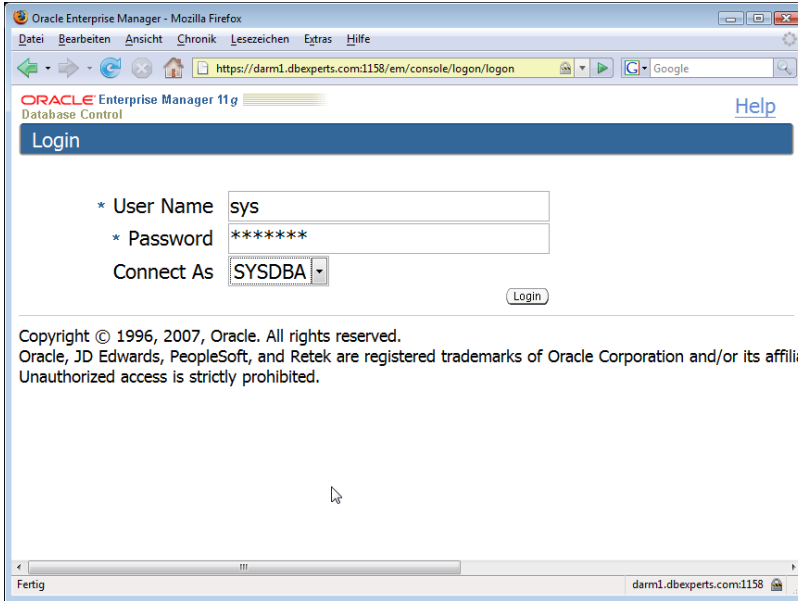 Oracle Enterprise Manager - Mozilla Firefox
Datei Bearbeiten Ansicht Chronik Lesezeichen Extras Hilfe
https://darm1.dbexperts.com:1158/em/console/logon/logon G Google
ORACLE Enterprise Manager 11g
Database Control
Help
Login
* User Name sys
* Password *******
Connect As SYSDBA
Login
Copyright © 1996, 2007, Oracle. All rights reserved.
Oracle, JD Edwards, PeopleSoft, and Retek are registered trademarks of Oracle Corporation and/or its affilia
Unauthorized access is strictly prohibited.
Fertig darm1.dbexperts.com:1158